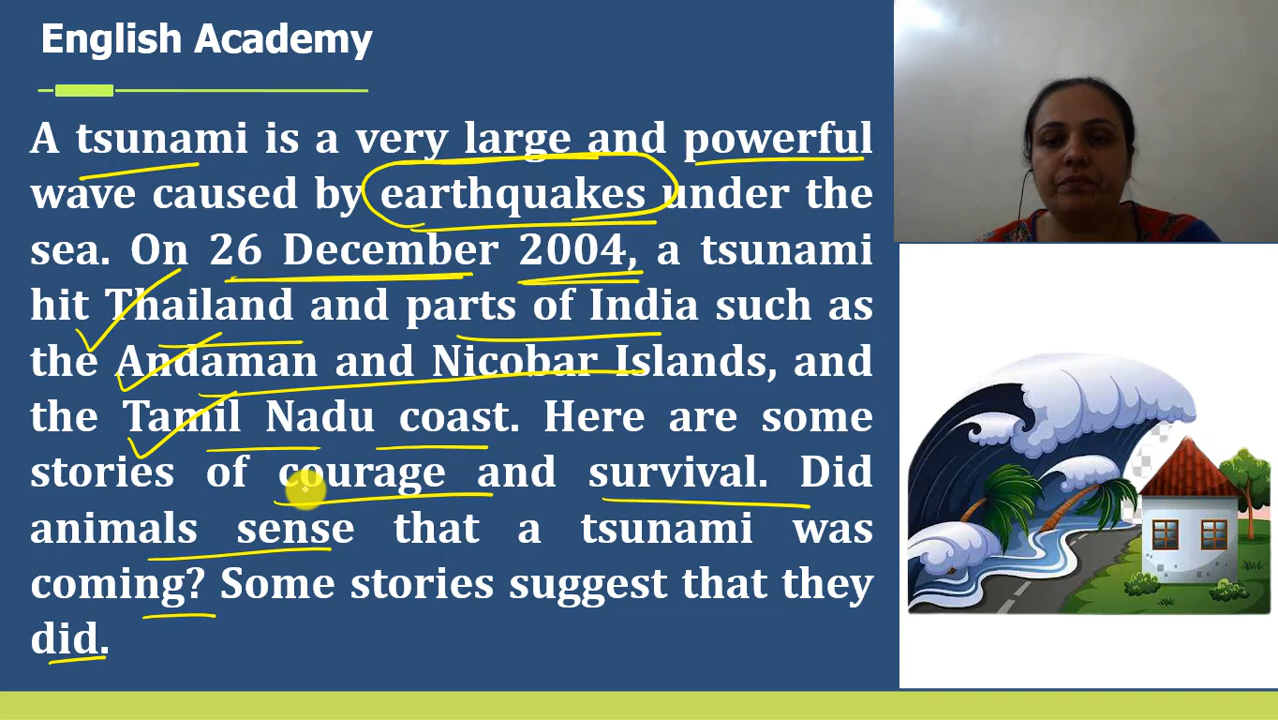 English Academy
A tsunami is a very large and powerful
wave caused by earthquakes under the
sea. On 26 December 2004, a tsunami
hit Thailand and parts of India such as
the Andaman and Nicobar Islands, and
the Tamil Nadu coast. Here are some
stories of courage and survival. Did
animals sense that a tsunami was
coming? Some stories suggest that they
did.